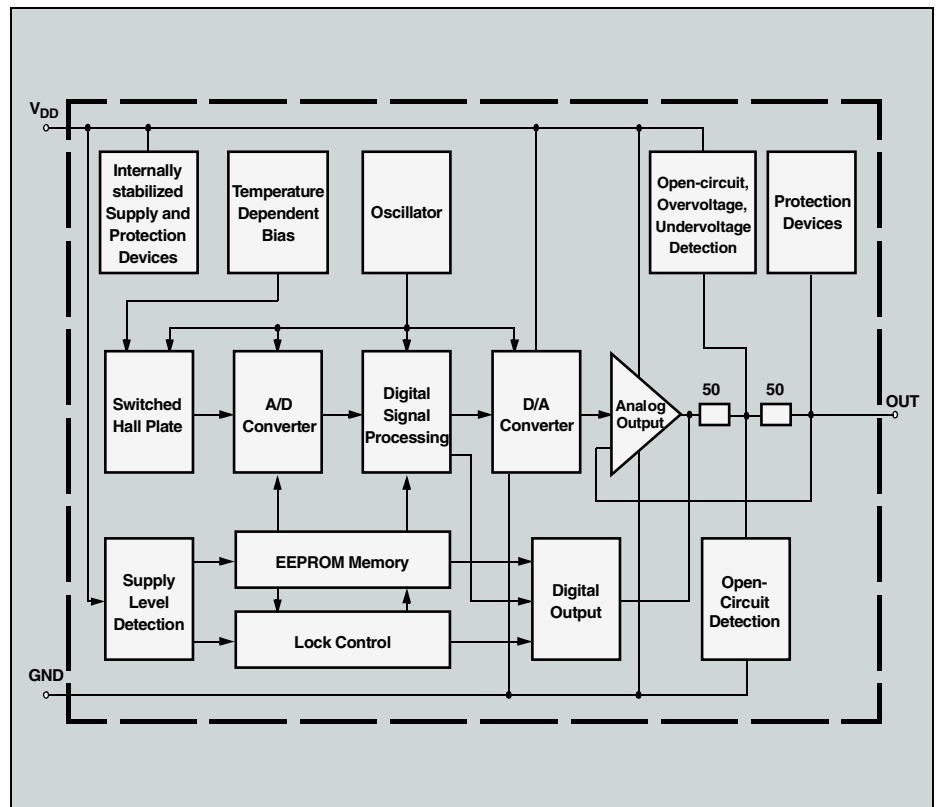 VDD
Internally
stabilized
Supply and
Protection
Devices
Temperature
Dependent
Bias
Oscillator
Open-circuit,
Overvoltage,
Undervoltage
Detection
Protection
Devices
Switched
Hall Plate
A/D
Converter
Digital
Signal
Processing
D/A
Converter
Analog
Output
50
50
OUT
Supply
Level
Detection
EEPROM Memory
Lock Control
Digital
Output
Open-
Circuit
Detection
GND